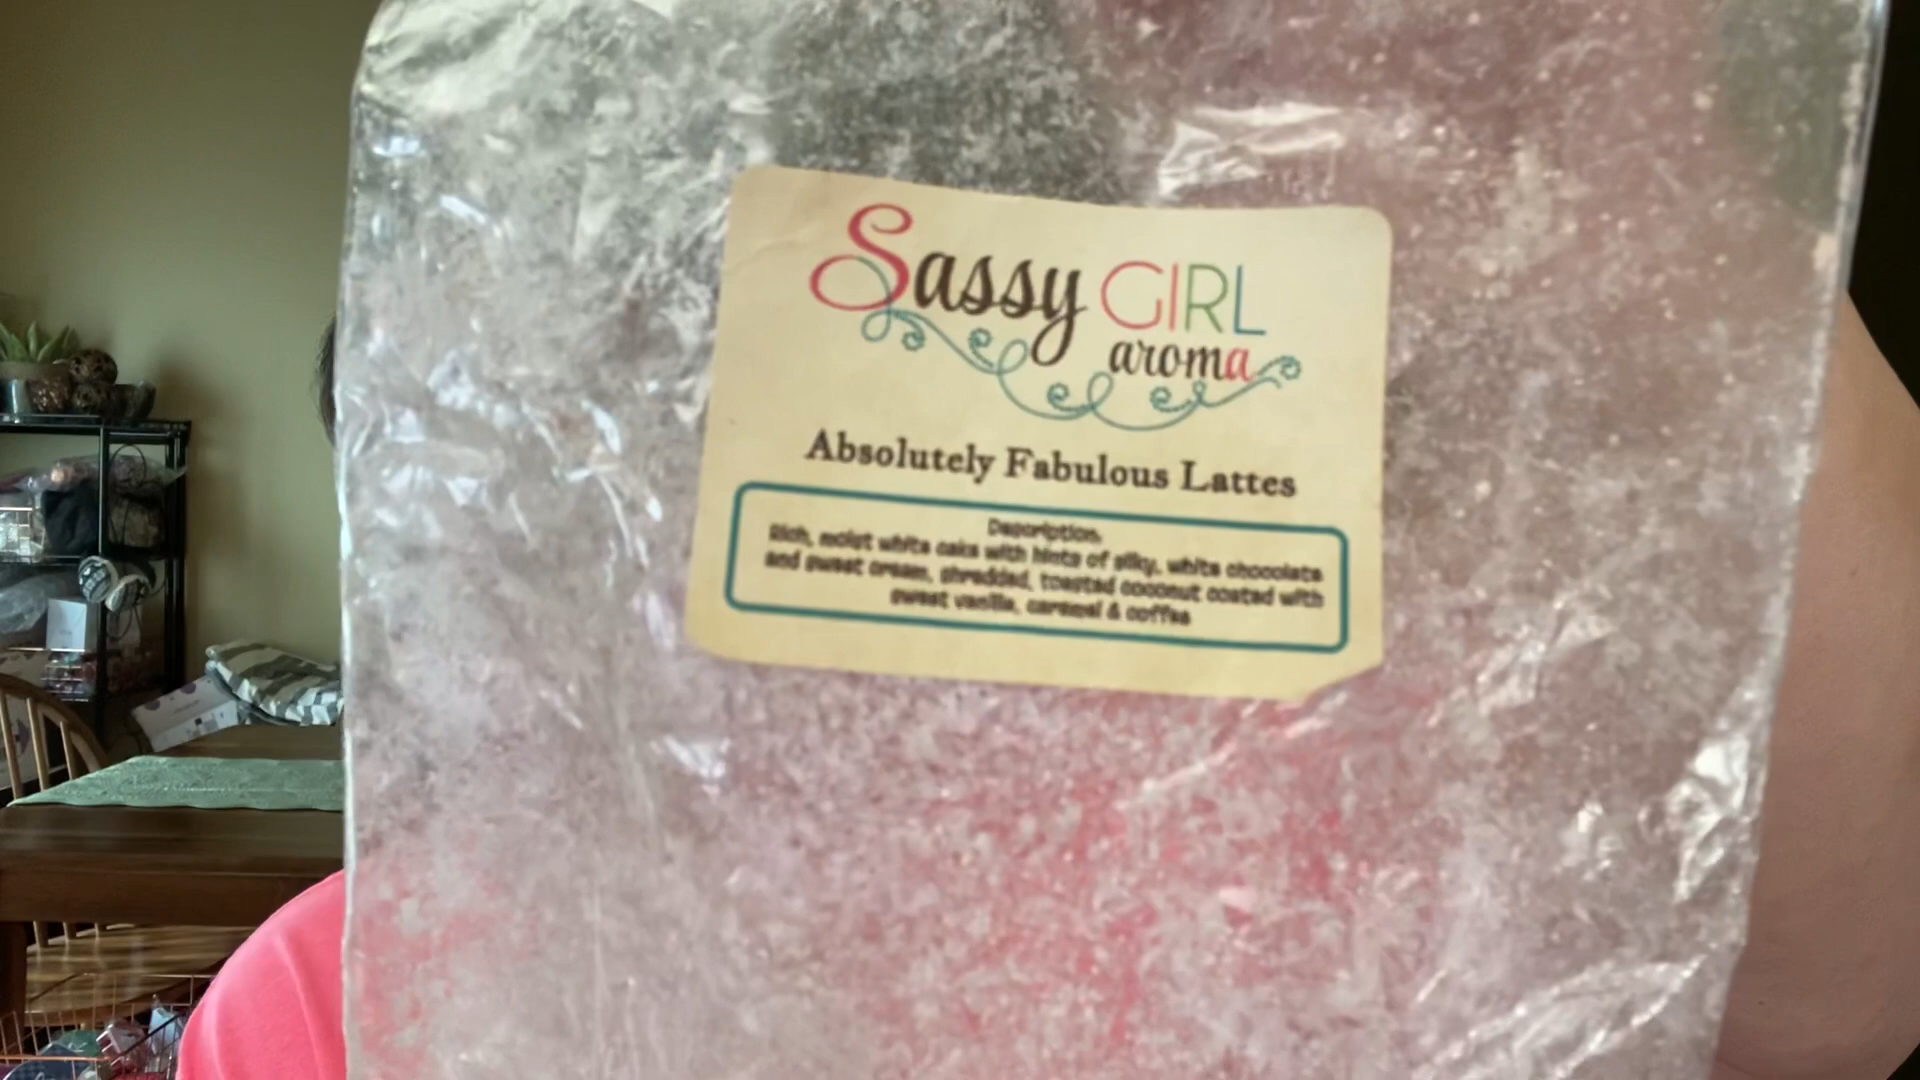 Sassy GIRL
aroma
Absolutely Fabulous Lattes
Description:
Rich, moist white cake with hints of silky, white chocolate
and sweet cream, shredded, toasted coconut coated with
sweet vanilla, caramel & coffee